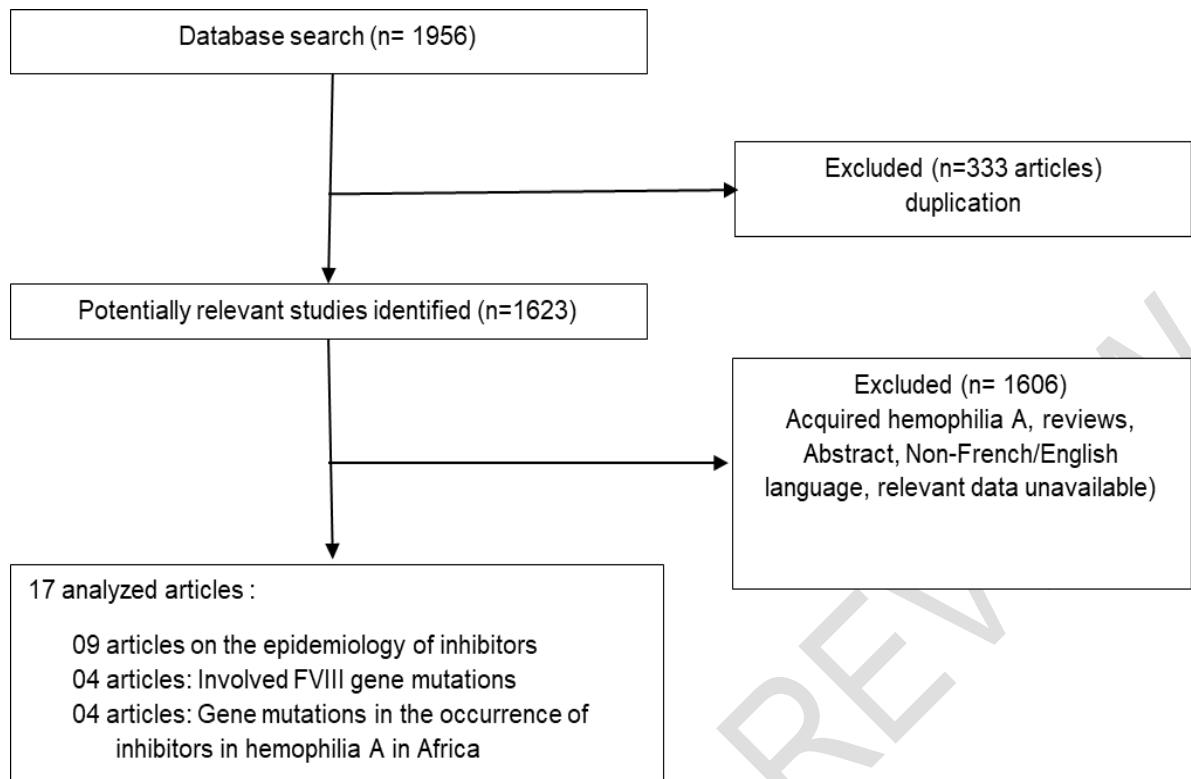 Database search (n= 1956)
Excluded (n=333 articles)
duplication
Potentially relevant studies identified (n=1623)
Excluded (n= 1606)
Acquired hemophilia A, reviews,
Abstract, Non-French/English
language, relevant data unavailable)
17 analyzed articles :
09 articles on the epidemiology of inhibitors
04 articles: Involved FVIII gene mutations
04 articles: Gene mutations in the occurrence of
inhibitors in hemophilia A in Africa